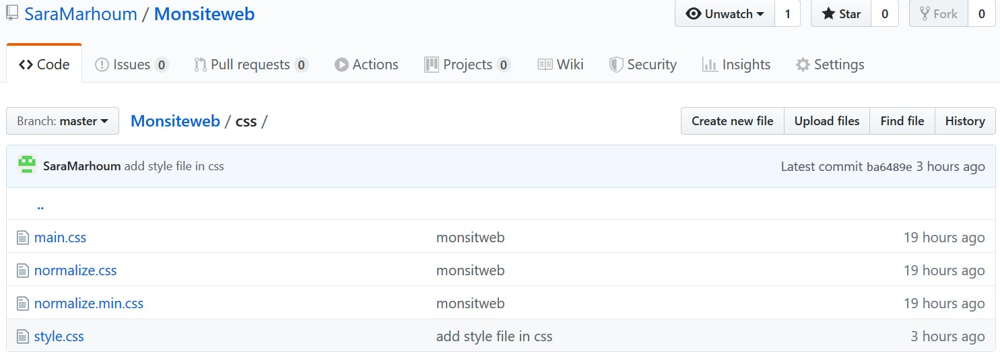 SaraMarhoum / Monsiteweb Unwatch 1 Star 0 Fork 0
Code Issues 0 Pull requests 0 Actions Projects 0 Wiki Security Insights Settings
Branch: master Monsiteweb / css / Create new file Upload files Find file History
SaraMarhoum add style file in css Latest commit ba6489e 3 hours ago
..
main.css monsitweb 19 hours ago
normalize.css monsitweb 19 hours ago
normalize.min.css monsitweb 19 hours ago
style.css add style file in css 3 hours ago